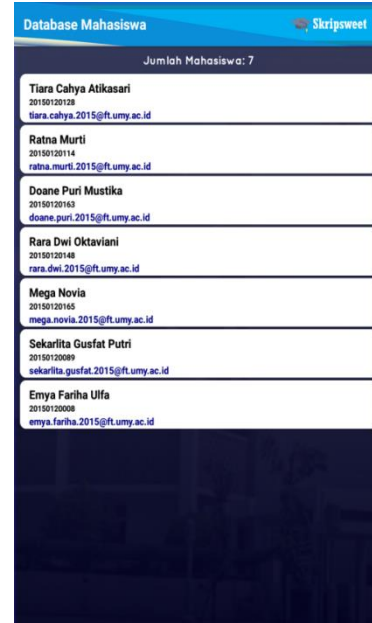 Database Mahasiswa Skripsweet
Jumlah Mahasiswa: 7
Tiara Cahya Atikasari
20150120128
tiara.cahya.2015@ft.umy.ac.id
Ratna Murti
20150120114
ratna.murti.2015@ft.umy.ac.id
Doane Puri Mustika
20150120163
doane.puri.2015@ft.umy.ac.id
Rara Dwi Oktaviani
20150120148
rara.dwi.2015@ft.umy.ac.id
Mega Novia
20150120165
mega.novia.2015@ft.umy.ac.id
Sekarlita Gusfat Putri
20150120089
sekarlita.gusfat.2015@ft.umy.ac.id
Emya Fariha Ulfa
20150120008
emya.fariha.2015@ft.umy.ac.id